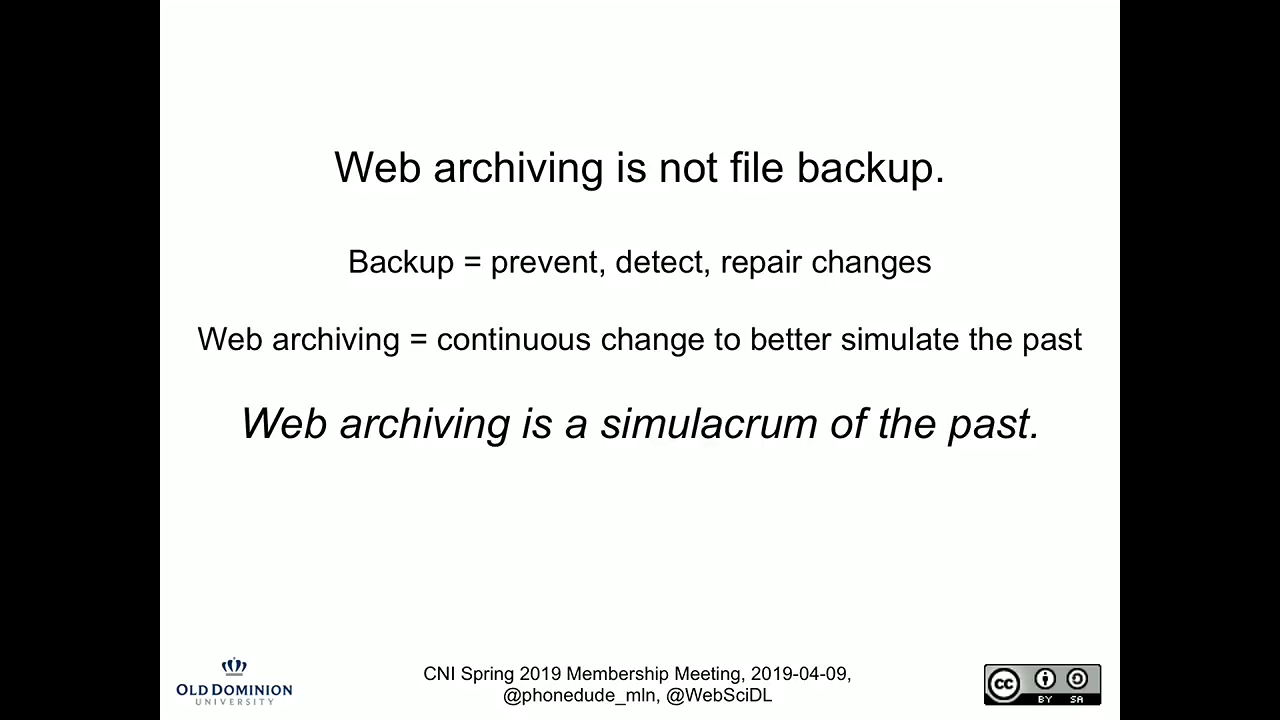 Web archiving is not file backup.
Backup = prevent, detect, repair changes
Web archiving = continuous change to better simulate the past
Web archiving is a simulacrum of the past.
OLD DOMINION
UNIVERSITY
CNI Spring 2019 Membership Meeting, 2019-04-09,
@phonedude_mln, @WebSciDL
cc
BY SA